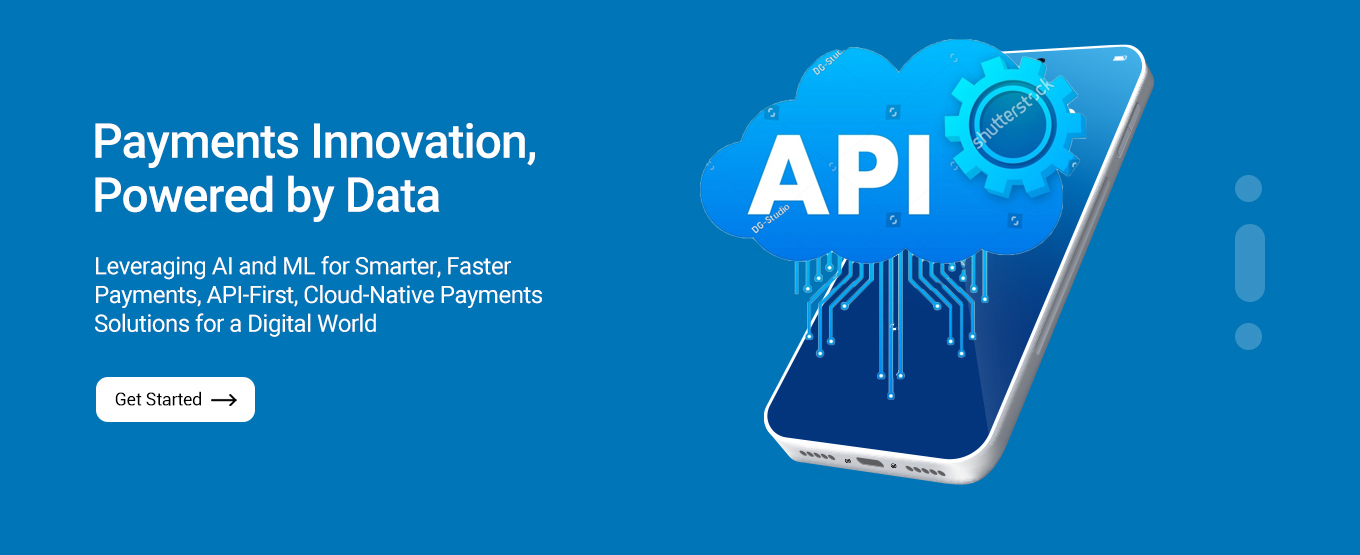 Payments Innovation,
Powered by Data
Leveraging AI and ML for Smarter, Faster
Payments, API-First, Cloud-Native Payments
Solutions for a Digital World
Get Started
API
DG-Stud
shutterstock
DG-Studio